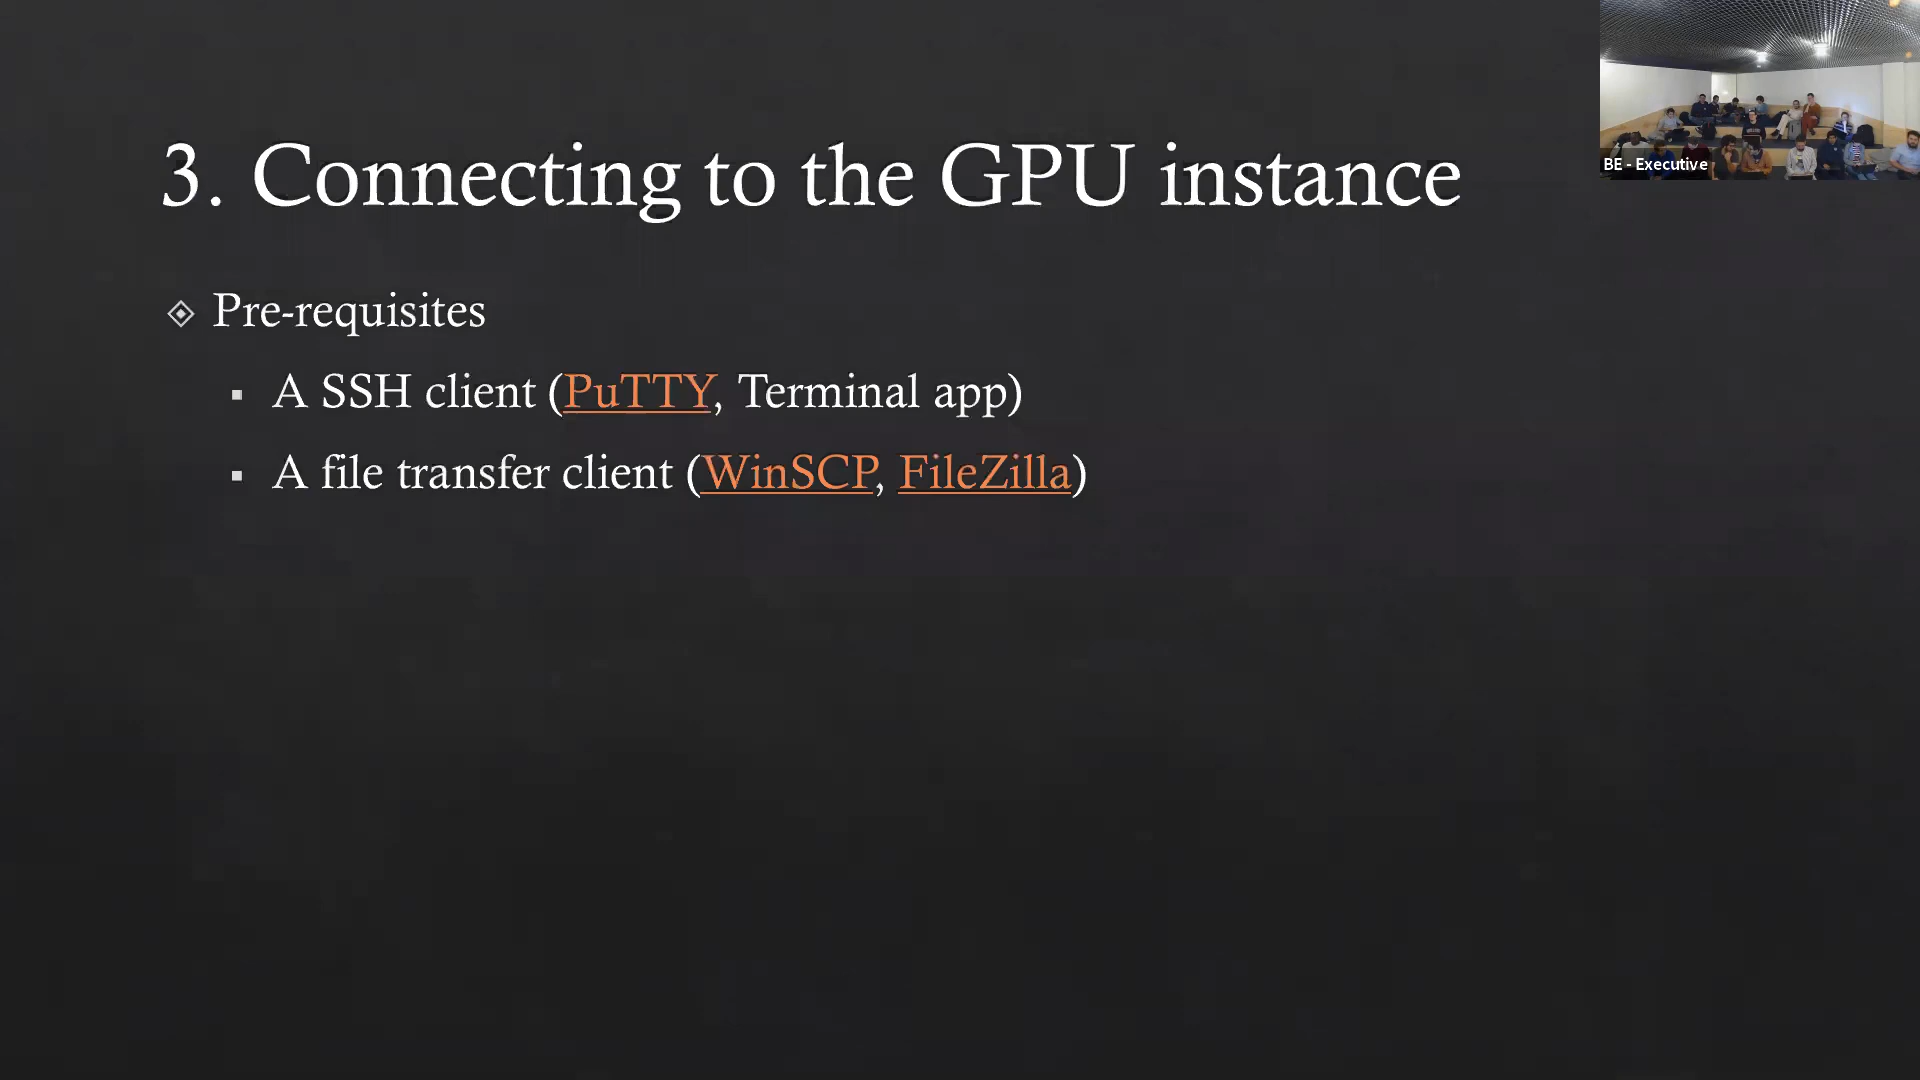 3. Connecting to the GPU instance
Pre-requisites
A SSH client (PuTTY, Terminal app)
A file transfer client (WinSCP, FileZilla)
BE - Executive